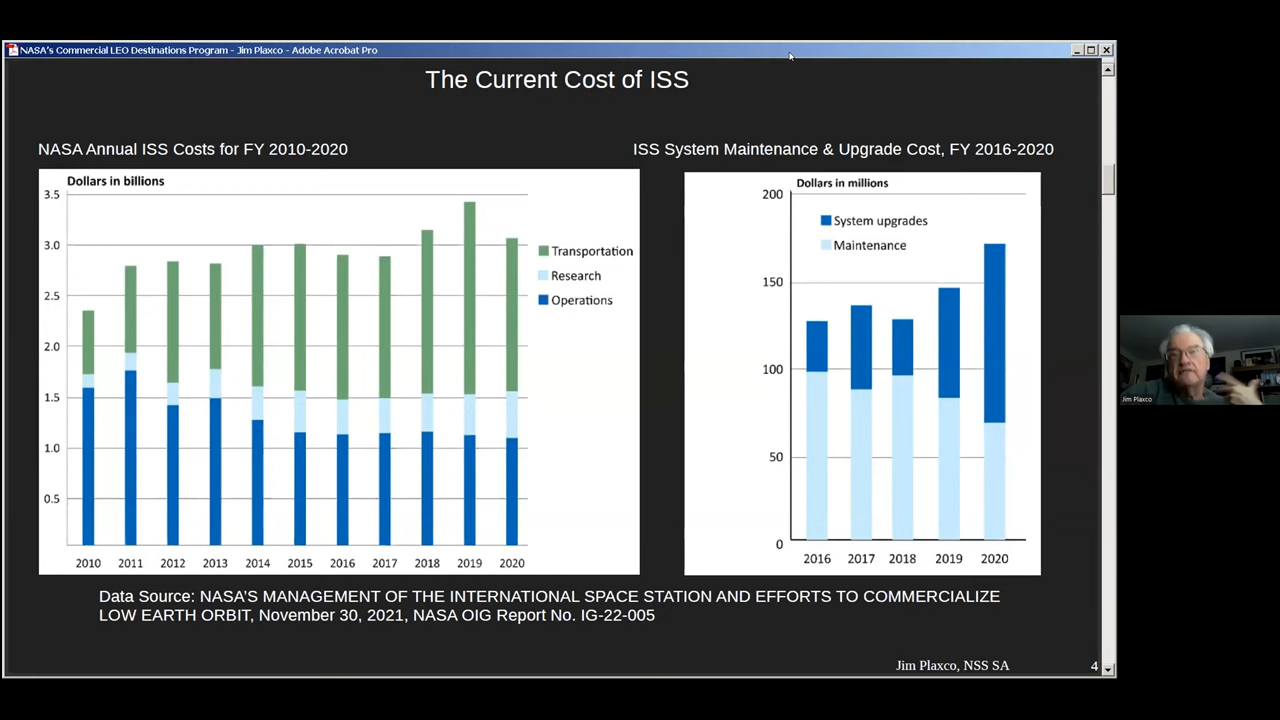 NASA's Commercial LEO Destinations Program - Jim Plaxco - Adobe Acrobat Pro
The Current Cost of ISS
NASA Annual ISS Costs for FY 2010-2020
Dollars in billions
3.5
3.0
2.5
2.0
1.5
1.0
0.5
2010 2011 2012 2013 2014 2015 2016 2017 2018 2019 2020
Transportation
Research
Operations
ISS System Maintenance & Upgrade Cost, FY 2016-2020
Dollars in millions
200
150
100
50
0
System upgrades
Maintenance
2016 2017 2018 2019 2020
Data Source: NASA'S MANAGEMENT OF THE INTERNATIONAL SPACE STATION AND EFFORTS TO COMMERCIALIZE
LOW EARTH ORBIT, November 30, 2021, NASA OIG Report No. IG-22-005
Jim Plaxco, NSS SA
4
Jim Plaxco